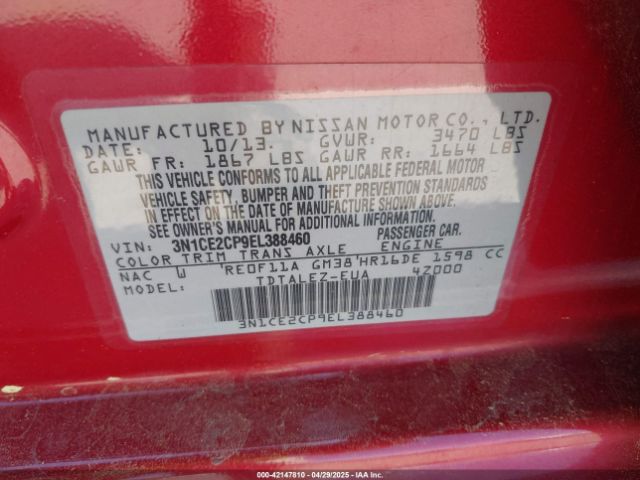 MANUFACTURED BY NISSAN MOTOR CO., LTD.
DATE: 10/13. GVWR: 3470 LBS
GAWR FR: 1867 LBS GAWR RR: 1664 LBS
THIS VEHICLE CONFORMS TO ALL APPLICABLE FEDERAL MOTOR
VEHICLE SAFETY, BUMPER AND THEFT PREVENTION STANDARDS
IN EFFECT ON THE DATE OF MANUFACTURE SHOWN ABOVE.
SEE OWNER'S MANUAL FOR ADDITIONAL INFORMATION.
VIN: 3N1CE2CP9EL388460 PASSENGER CAR.
COLOR TRIM TRANS AXLE ENGINE
NAC W 'RE0F11A GM38'HR16DE 1598 CC
MODEL: TDTALEZ-EUA 4Z000
3N1CE2CP9EL388460
000-42147810 - 04/29/2025 - IAAI.COM